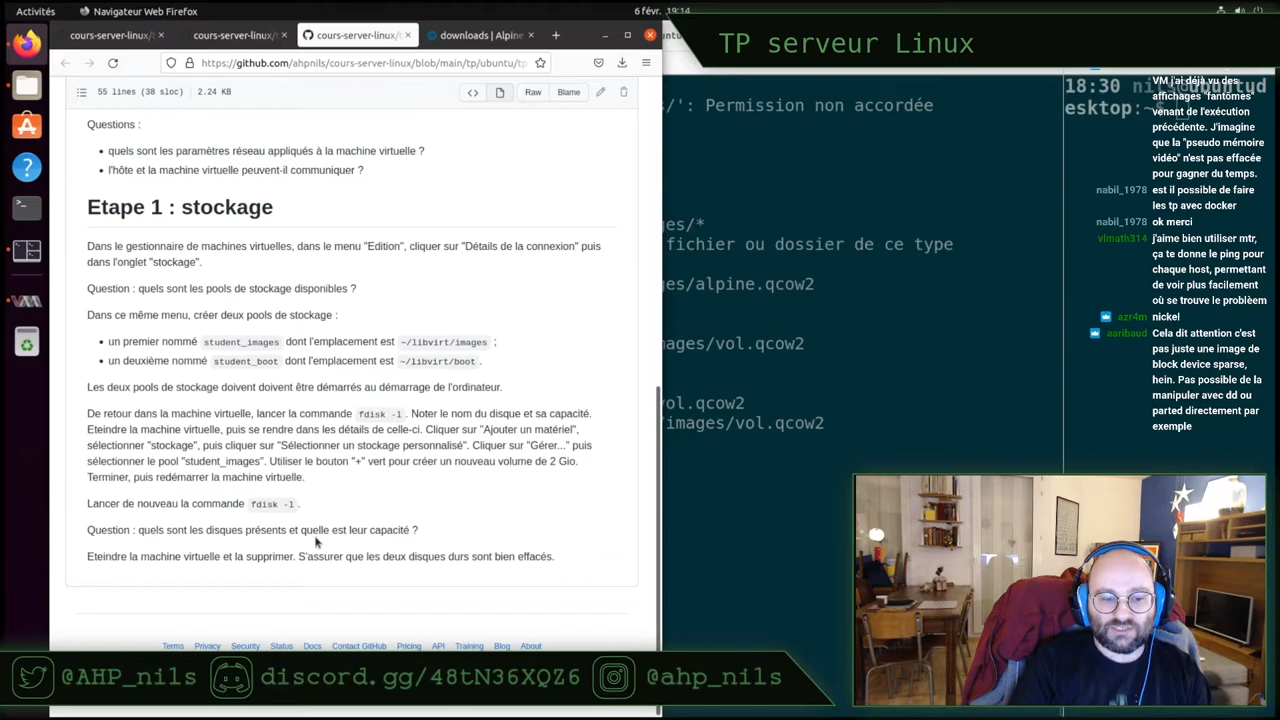 Activités
Navigateur Web Firefox
6 févr. 19:14
TP serveur Linux
cours-server-linux/t
cours-server-linux/t
cours-server-linux/t
downloads | Alpine
https://github.com/ahpnils/cours-server-linux/blob/main/tp/ubuntu/tp
55 lines (38 sloc)
2.24 KB
Raw
Blame
Questions :
quels sont les paramètres réseau appliqués à la machine virtuelle ?
l'hôte et la machine virtuelle peuvent-il communiquer ?
Etape 1 : stockage
Dans le gestionnaire de machines virtuelles, dans le menu "Edition", cliquer sur "Détails de la connexion" puis
dans l'onglet "stockage".
Question : quels sont les pools de stockage disponibles ?
Dans ce même menu, créer deux pools de stockage :
un premier nommé student_images dont l'emplacement est ~/libvirt/images ;
un deuxième nommé student_boot dont l'emplacement est ~/libvirt/boot .
Les deux pools de stockage doivent doivent être démarrés au démarrage de l'ordinateur.
De retour dans la machine virtuelle, lancer la commande fdisk -l . Noter le nom du disque et sa capacité.
Eteindre la machine virtuelle, puis se rendre dans les détails de celle-ci. Cliquer sur "Ajouter un matériel",
sélectionner "stockage", puis cliquer sur "Sélectionner un stockage personnalisé". Cliquer sur "Gérer..." puis
sélectionner le pool "student_images". Utiliser le bouton "+" vert pour créer un nouveau volume de 2 Gio.
Terminer, puis redémarrer la machine virtuelle.
Lancer de nouveau la commande fdisk -l .
Question : quels sont les disques présents et quelle est leur capacité ?
Eteindre la machine virtuelle et la supprimer. S'assurer que les deux disques durs sont bien effacés.
Terms
Privacy
Security
Status
Docs
Contact GitHub
Pricing
API
Training
Blog
About
s/': Permission non accordée
ges/*
fichier ou dossier de ce type
ges/alpine.qcow2
mages/vol.qcow2
vol.qcow2
/images/vol.qcow2
18:30
esktop:~$
VM j'ai déjà vu des
affichages "fantômes"
venant de l'exécution
précédente. J'imagine
que la "pseudo mémoire
vidéo" n'est pas effacée
pour gagner du temps.
nabil_1978 est il possible de faire
les tp avec docker
nabil_1978 ok merci
vlmath314 j'aime bien utiliser mtr,
ça te donne le ping pour
chaque host, permettant
de voir plus facilement
où se trouve le problèem
azr4m nickel
aaribaud Cela dit attention c'est
pas juste une image de
block device sparse,
hein. Pas possible de la
manipuler avec dd ou
parted directement par
exemple
@AHP_nils
discord.gg/48tN36XQZ6
@ahp_nils